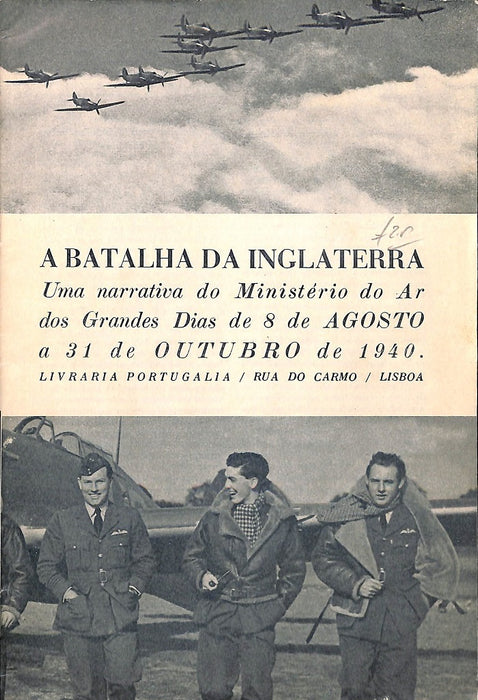 A BATALHA DA INGLATERRA
Uma narrativa do Ministério do Ar
dos Grandes Dias de 8 de AGOSTO
a 31 de OUTUBRO de 1940.
LIVRARIA PORTUGALIA / RUA DO CARMO / LISBOA